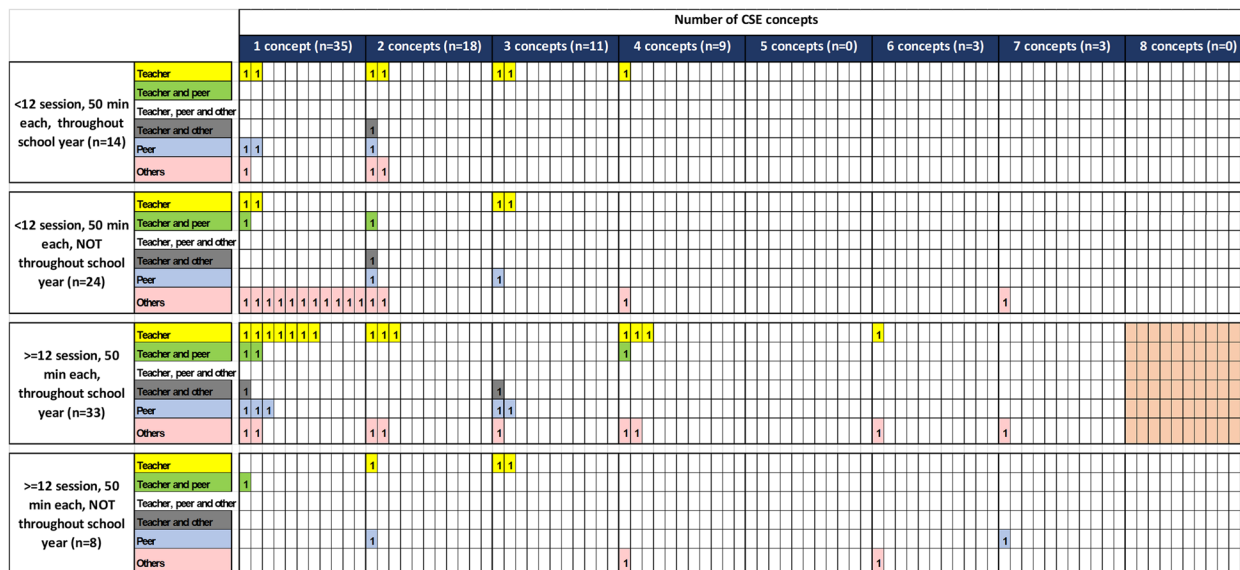 Number of CSE concepts
1 concept (n=35) 2 concepts (n=18) 3 concepts (n=11) 4 concepts (n=9) 5 concepts (n=0) 6 concepts (n=3) 7 concepts (n=3) 8 concepts (n=0)
<12 session, 50 min
each, throughout
school year (n=14)
Teacher 1 1 1 1 1 1 1
Teacher and peer
Teacher, peer and other
Teacher and other 1
Peer 1 1 1
Others 1 1 1
<12 session, 50 min
each, NOT
throughout school
year (n=24)
Teacher 1 1 1 1
Teacher and peer 1 1
Teacher, peer and other
Teacher and other 1
Peer 1 1
Others 1 1 1 1 1 1 1 1 1 1 1 1 1 1 1
>=12 session, 50
min each,
throughout school
year (n=33)
Teacher 1 1 1 1 1 1 1 1 1 1 1 1 1 1
Teacher and peer 1 1 1
Teacher, peer and other
Teacher and other 1 1
Peer 1 1 1 1 1
Others 1 1 1 1 1 1 1 1 1
>=12 session, 50
min each, NOT
throughout school
year (n=8)
Teacher 1 1 1
Teacher and peer 1
Teacher, peer and other
Teacher and other
Peer 1 1
Others 1 1